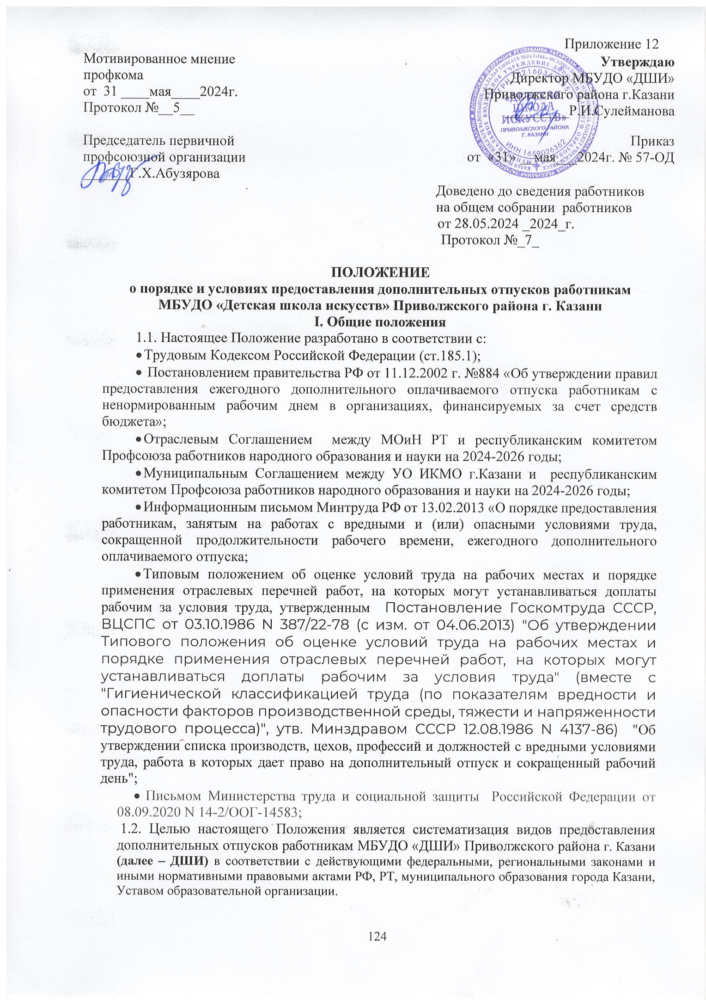 Приложение 12
Мотивированное мнение
профкома
от 31 ____мая____2024г.
Протокол №__5__
Председатель первичной
профсоюзной организации
_______Г.Х.Абузярова
Утверждаю
Директор МБУДО «ДШИ»
Приволжского района г.Казани
_________Р.И.Сулейманова
Приказ
от «31» __мая___2024г. № 57-ОД
«ДЕТСКАЯ
ШКОЛА
ИСКУССТВ»
ПРИВОЛЖСКОГО РАЙОНА
Г. КАЗАНИ
ИНН 1659026362
Доведено до сведения работников
на общем собрании работников
от 28.05.2024 _2024_г.
Протокол №_7_
ПОЛОЖЕНИЕ
о порядке и условиях предоставления дополнительных отпусков работникам
МБУДО «Детская школа искусств» Приволжского района г. Казани
I. Общие положения
1.1. Настоящее Положение разработано в соответствии с:
• Трудовым Кодексом Российской Федерации (ст.185.1);
• Постановлением правительства РФ от 11.12.2002 г. №884 «Об утверждении правил
предоставления ежегодного дополнительного оплачиваемого отпуска работникам с
ненормированным рабочим днем в организациях, финансируемых за счет средств
бюджета»;
• Отраслевым Соглашением между МОиН РТ и республиканским комитетом
Профсоюза работников народного образования и науки на 2024-2026 годы;
• Муниципальным Соглашением между УО ИКМО г.Казани и республиканским
комитетом Профсоюза работников народного образования и науки на 2024-2026 годы;
• Информационным письмом Минтруда РФ от 13.02.2013 «О порядке предоставления
работникам, занятым на работах с вредными и (или) опасными условиями труда,
сокращенной продолжительности рабочего времени, ежегодного дополнительного
оплачиваемого отпуска;
• Типовым положением об оценке условий труда на рабочих местах и порядке
применения отраслевых перечней работ, на которых могут устанавливаться доплаты
рабочим за условия труда, утвержденным Постановление Госкомтруда СССР,
ВЦСПС от 03.10.1986 N 387/22-78 (с изм. от 04.06.2013) "Об утверждении
Типового положения об оценке условий труда на рабочих местах и
порядке применения отраслевых перечней работ, на которых могут
устанавливаться доплаты рабочим за условия труда" (вместе с
"Гигиенической классификацией труда (по показателям вредности и
опасности факторов производственной среды, тяжести и напряженности
трудового процесса)", утв. Минздравом СССР 12.08.1986 N 4137-86) "Об
утверждении списка производств, цехов, профессий и должностей с вредными условиями
труда, работа в которых дает право на дополнительный отпуск и сокращенный рабочий
день";
• Письмом Министерства труда и социальной защиты Российской Федерации от
08.09.2020 N 14-2/ООГ-14583;
1.2. Целью настоящего Положения является систематизация видов предоставления
дополнительных отпусков работникам МБУДО «ДШИ» Приволжского района г. Казани
(далее – ДШИ) в соответствии с действующими федеральными, региональными законами и
иными нормативными правовыми актами РФ, РТ, муниципального образования города Казани,
Уставом образовательной организации.
124